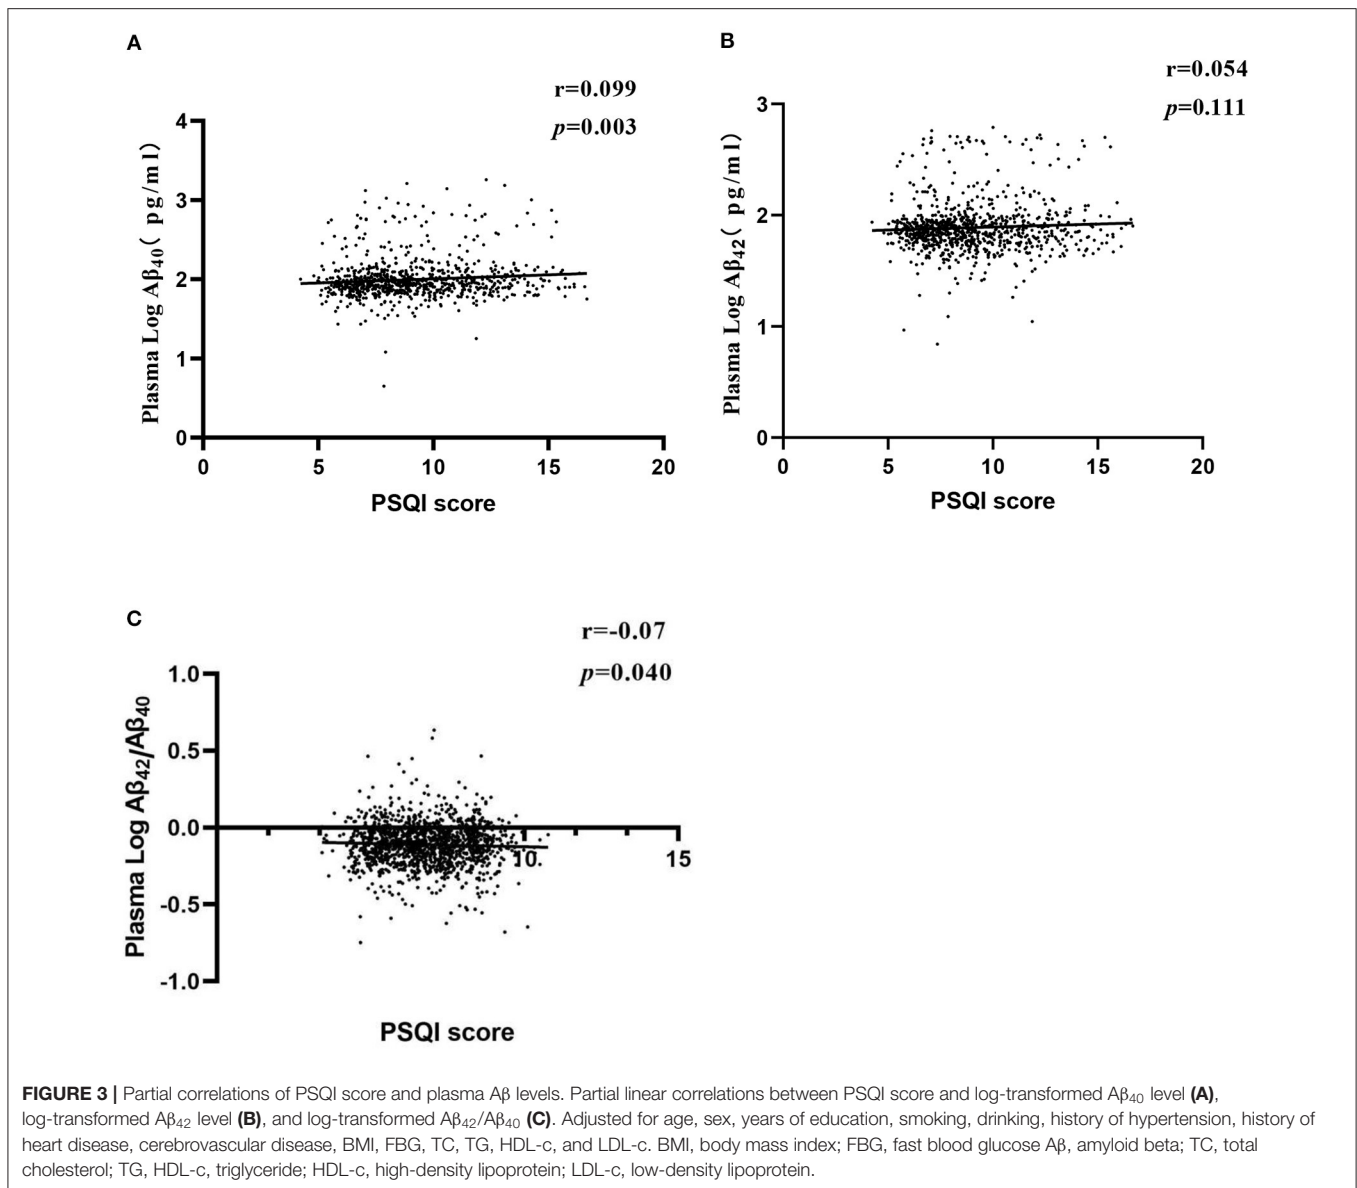 A
r=0.099
p=0.003
4
3
2
1
0
0 5 10 15 20
Plasma Log Aβ40( pg/ml)
PSQI score
B
r=0.054
p=0.111
3
2
1
0
0 5 10 15 20
Plasma Log Aβ42( pg/ml)
PSQI score
C
r=-0.07
p=0.040
1.0
0.5
0.0
-0.5
-1.0
10 15
Plasma Log Aβ42/Aβ40
PSQI score
FIGURE 3 | Partial correlations of PSQI score and plasma Aβ levels. Partial linear correlations between PSQI score and log-transformed Aβ40 level (A),
log-transformed Aβ42 level (B), and log-transformed Aβ42/Aβ40 (C). Adjusted for age, sex, years of education, smoking, drinking, history of hypertension, history of
heart disease, cerebrovascular disease, BMI, FBG, TC, TG, HDL-c, and LDL-c. BMI, body mass index; FBG, fast blood glucose Aβ, amyloid beta; TC, total
cholesterol; TG, HDL-c, triglyceride; HDL-c, high-density lipoprotein; LDL-c, low-density lipoprotein.